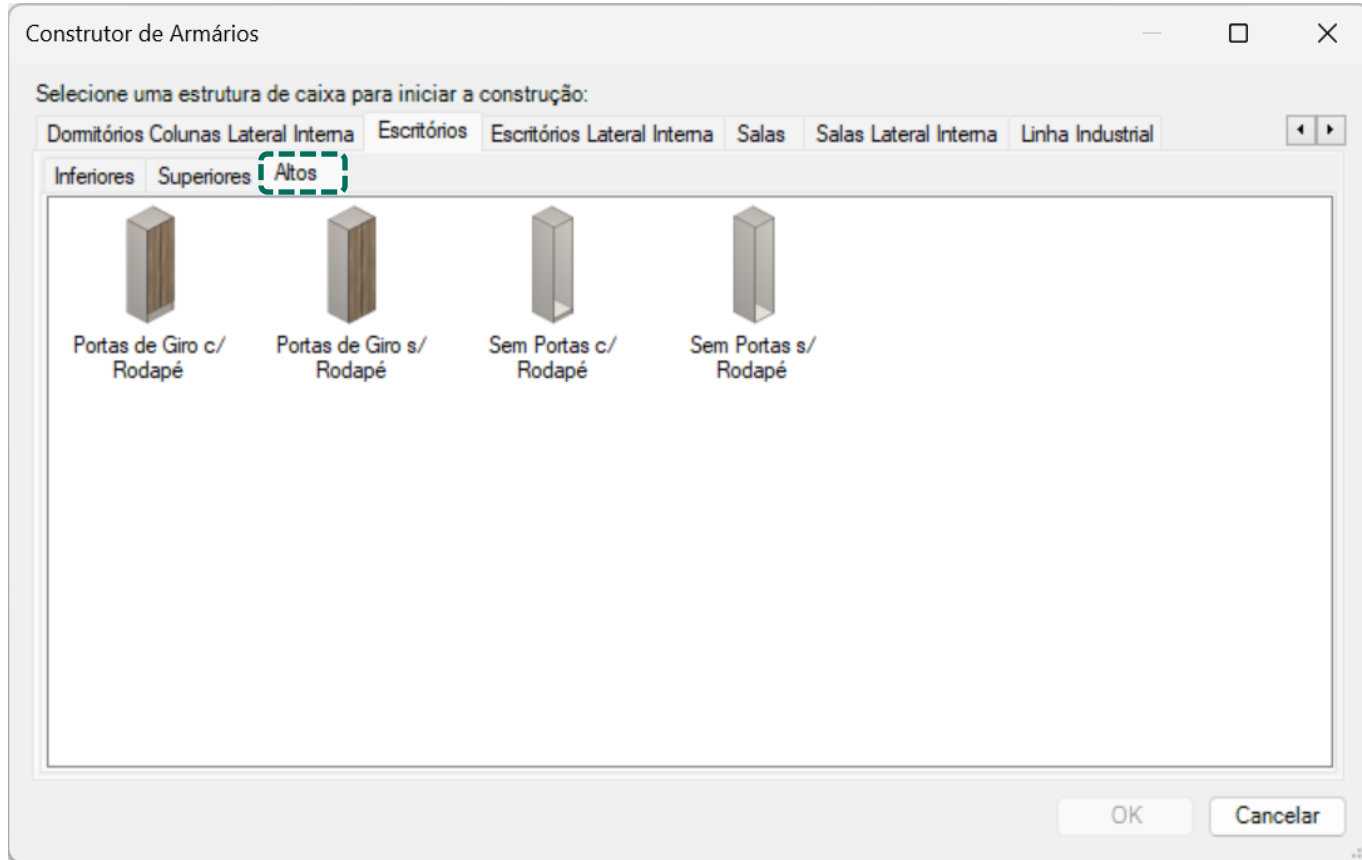 Construtor de Armários
Selecione uma estrutura de caixa para iniciar a construção:
Dormitórios Colunas Lateral Interna Escritórios Escritórios Lateral Interna Salas Salas Lateral Interna Linha Industrial
Inferiores Superiores Altos
Portas de Giro c/ Portas de Giro s/ Sem Portas c/ Sem Portas s/
Rodapé Rodapé Rodapé Rodapé
OK Cancelar